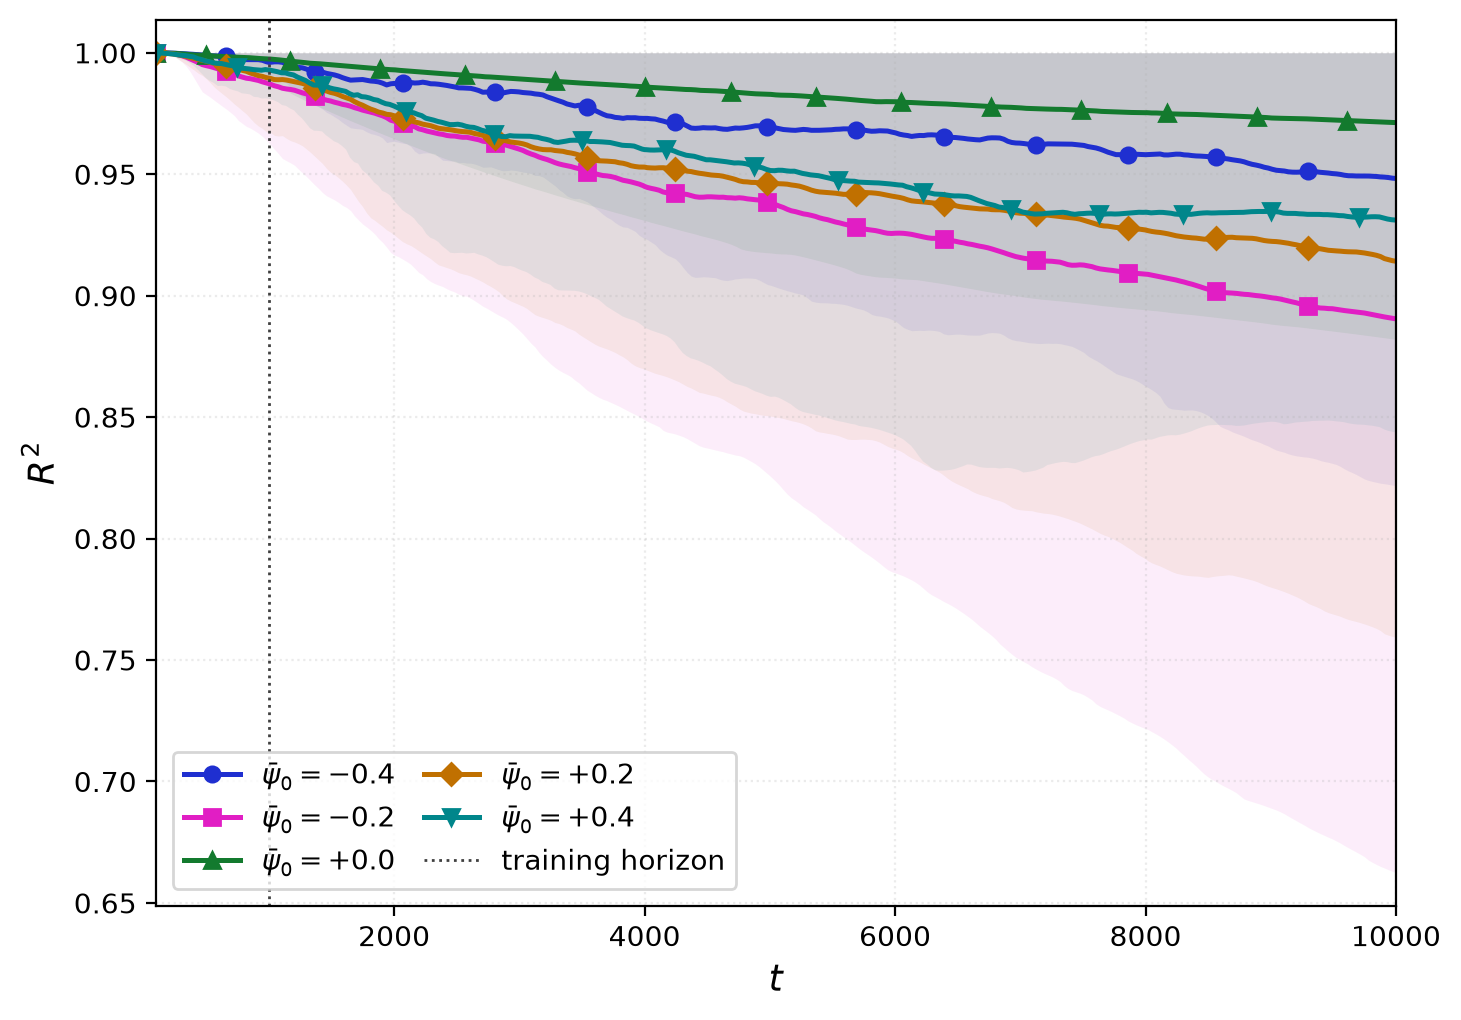 1.00
0.95
0.90
0.85
0.80
0.75
0.70
0.65
R²
ψ̄₀ = −0.4
ψ̄₀ = −0.2
ψ̄₀ = +0.0
ψ̄₀ = +0.2
ψ̄₀ = +0.4
training horizon
2000 4000 6000 8000 10000
t